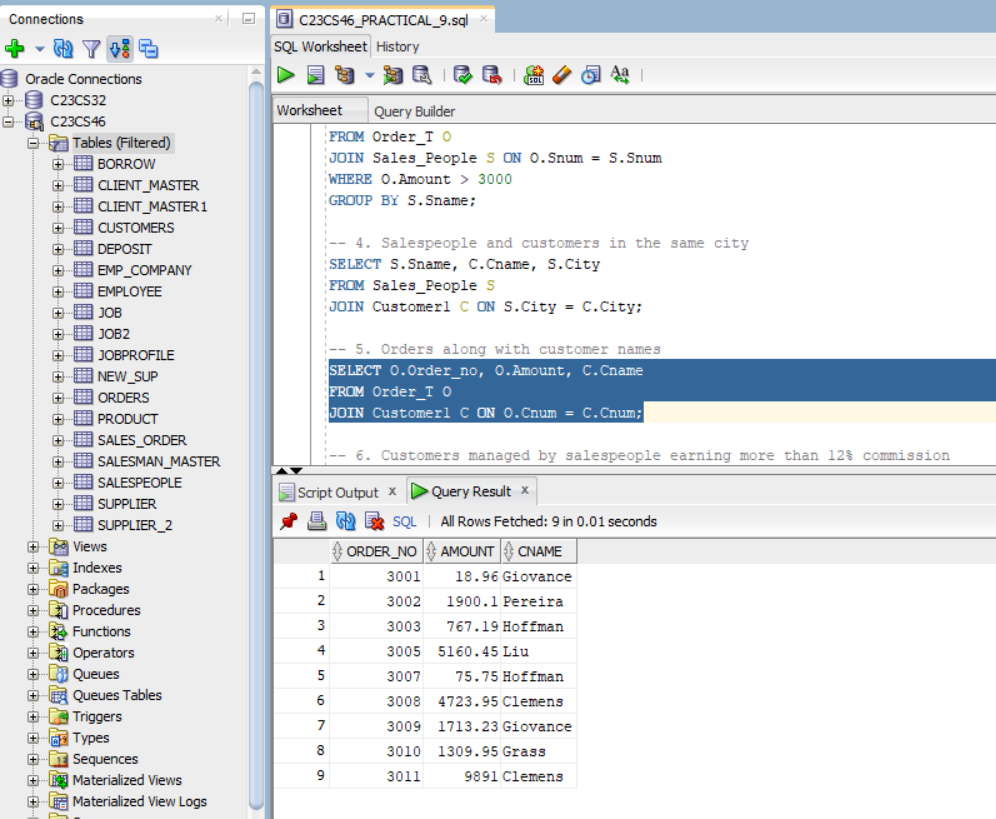 Connections
Oracle Connections
C23CS32
C23CS46
Tables (Filtered)
BORROW
CLIENT_MASTER
CLIENT_MASTER1
CUSTOMERS
DEPOSIT
EMP_COMPANY
EMPLOYEE
JOB
JOB2
JOBPROFILE
NEW_SUP
ORDERS
PRODUCT
SALES_ORDER
SALESMAN_MASTER
SALESPEOPLE
SUPPLIER
SUPPLIER_2
Views
Indexes
Packages
Procedures
Functions
Operators
Queues
Queues Tables
Triggers
Types
Sequences
Materialized Views
Materialized View Logs
C23CS46_PRACTICAL_9.sql
SQL Worksheet History
Worksheet Query Builder
FROM Order_T O
JOIN Sales_People S ON O.Snum = S.Snum
WHERE O.Amount > 3000
GROUP BY S.Sname;
-- 4. Salespeople and customers in the same city
SELECT S.Sname, C.Cname, S.City
FROM Sales_People S
JOIN Customer1 C ON S.City = C.City;
-- 5. Orders along with customer names
SELECT O.Order_no, O.Amount, C.Cname
FROM Order_T O
JOIN Customer1 C ON O.Cnum = C.Cnum;
-- 6. Customers managed by salespeople earning more than 12% commission
Script Output x Query Result x
SQL | All Rows Fetched: 9 in 0.01 seconds
ORDER_NO AMOUNT CNAME
1 3001 18.96 Giovance
2 3002 1900.1 Pereira
3 3003 767.19 Hoffman
4 3005 5160.45 Liu
5 3007 75.75 Hoffman
6 3008 4723.95 Clemens
7 3009 1713.23 Giovance
8 3010 1309.95 Grass
9 3011 9891 Clemens